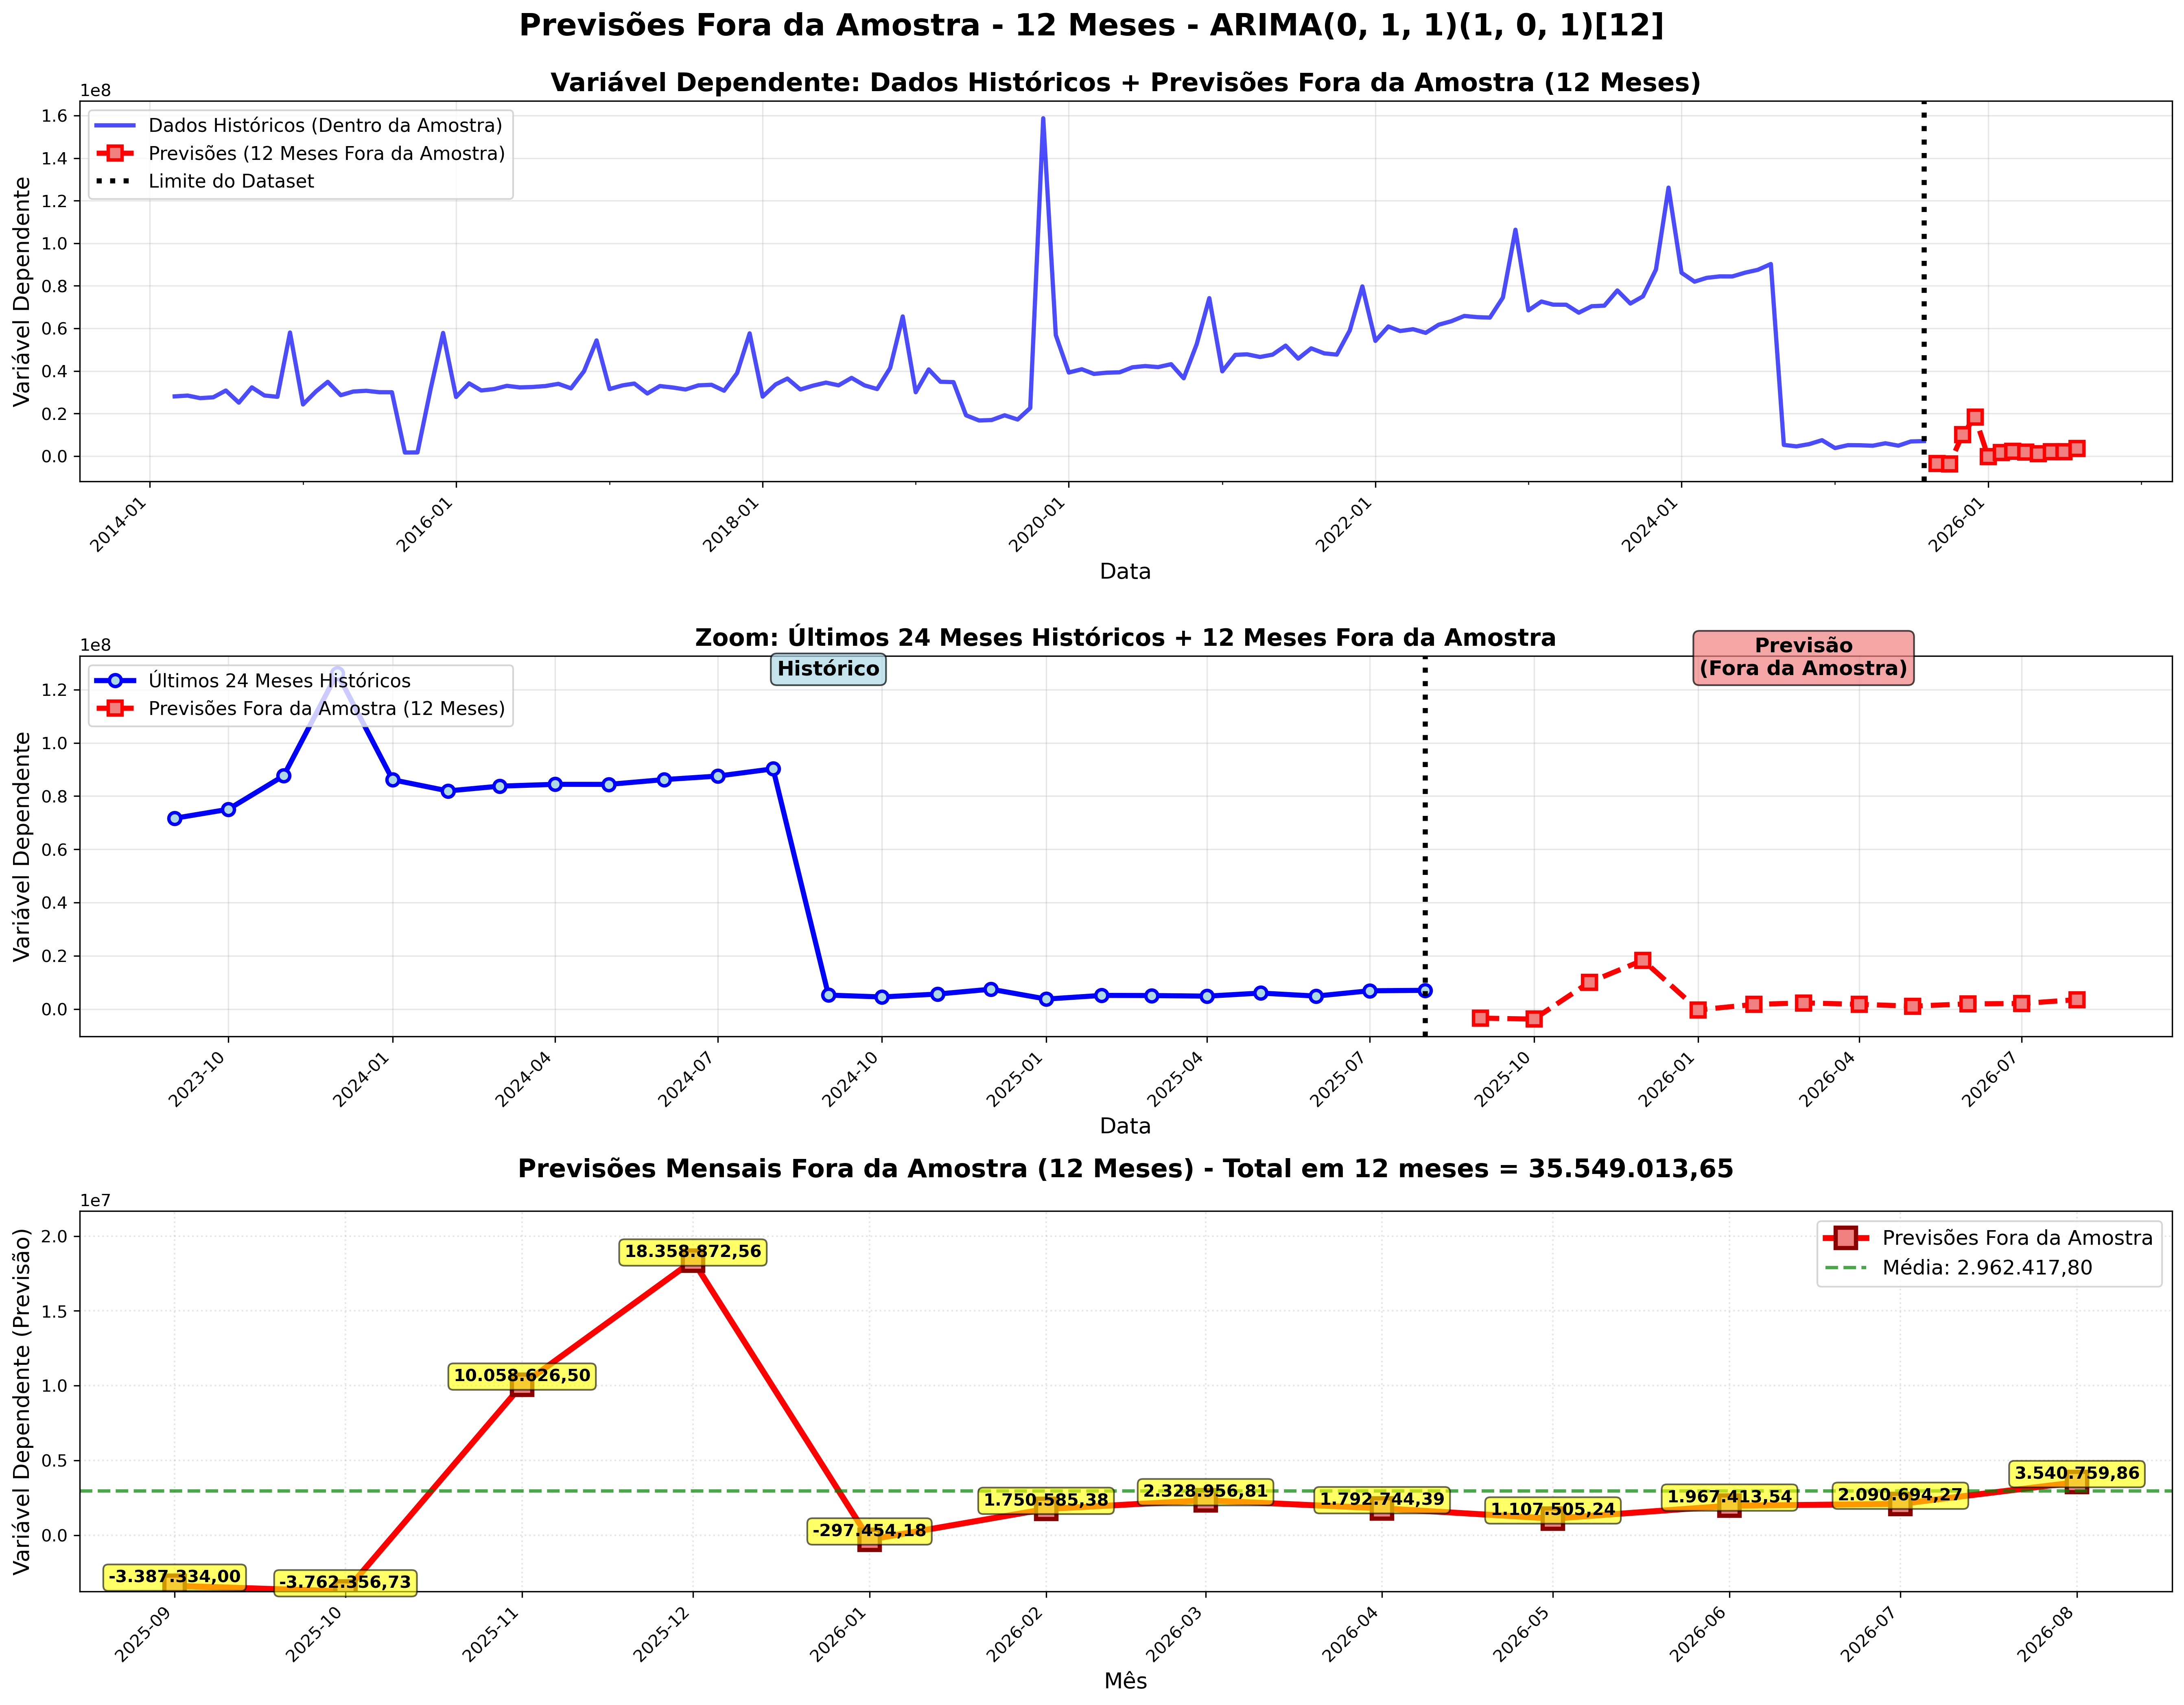 Previsões Fora da Amostra - 12 Meses - ARIMA(0, 1, 1)(1, 0, 1)[12]
Variável Dependente: Dados Históricos + Previsões Fora da Amostra (12 Meses)
1e8
Dados Históricos (Dentro da Amostra)
Previsões (12 Meses Fora da Amostra)
Limite do Dataset
Variável Dependente
1.6
1.4
1.2
1.0
0.8
0.6
0.4
0.2
0.0
2014-01
2016-01
2018-01
2020-01
2022-01
2024-01
2026-01
Data
Zoom: Últimos 24 Meses Históricos + 12 Meses Fora da Amostra
1e8
Últimos 24 Meses Históricos
Previsões Fora da Amostra (12 Meses)
Histórico
Previsão
(Fora da Amostra)
Variável Dependente
1.2
1.0
0.8
0.6
0.4
0.2
0.0
2023-10
2024-01
2024-04
2024-07
2024-10
2025-01
2025-04
2025-07
2025-10
2026-01
2026-04
2026-07
Data
Previsões Mensais Fora da Amostra (12 Meses) - Total em 12 meses = 35.549.013,65
1e7
Previsões Fora da Amostra
Média: 2.962.417,80
Variável Dependente (Previsão)
2.0
1.5
1.0
0.5
0.0
-3.387.334,00
-3.762.356,73
10.058.626,50
18.358.872,56
-297.454,18
1.750.585,38
2.328.956,81
1.792.744,39
1.107.505,24
1.967.413,54
2.090.694,27
3.540.759,86
2025-09
2025-10
2025-11
2025-12
2026-01
2026-02
2026-03
2026-04
2026-05
2026-06
2026-07
2026-08
Mês